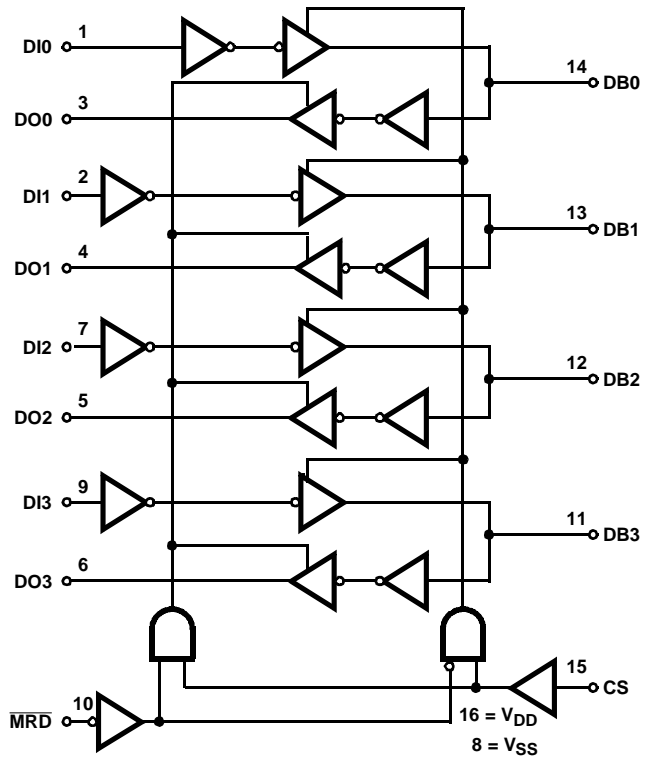 DI0 1
14 DB0
DO0 3
DI1 2
13 DB1
DO1 4
DI2 7
12 DB2
DO2 5
DI3 9
11 DB3
DO3 6
15 CS
MRD 10
16 = VDD
8 = VSS